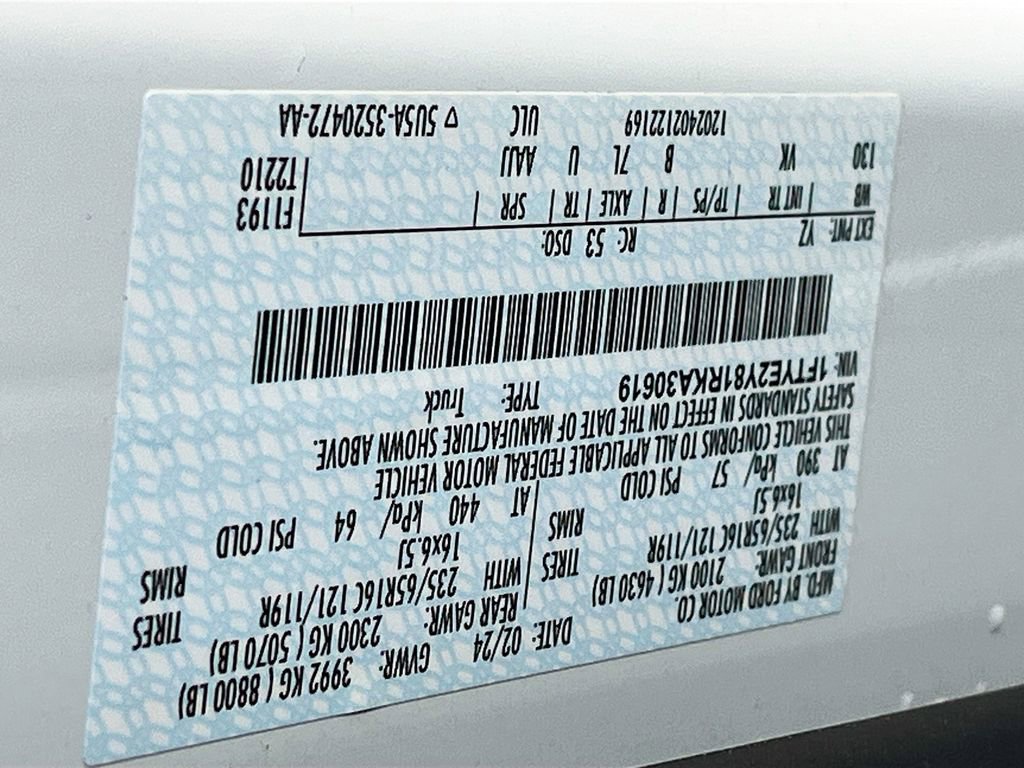 MFD. BY FORD MOTOR CO. DATE: 02/24 GVWR: 3992 KG ( 8800 LB)
FRONT GAWR: 2100 KG ( 4630 LB) REAR GAWR: 2300 KG ( 5070 LB)
WITH 235/65R16C 121/119R TIRES WITH 235/65R16C 121/119R TIRES
16x6.5J RIMS 16x6.5J RIMS
AT 390 kPa/ 57 PSI COLD AT 440 kPa/ 64 PSI COLD
THIS VEHICLE CONFORMS TO ALL APPLICABLE FEDERAL MOTOR VEHICLE
SAFETY STANDARDS IN EFFECT ON THE DATE OF MANUFACTURE SHOWN ABOVE.
VIN: 1FTYE2Y81RKA30619 TYPE: Truck
EXT PNT: YZ RC: 53 DSO:
WB | INT TR | TP/PS | R | AXLE | TR | SPR | F1193
130 VK B 7L U AAJJ T2210
120240212269 ULC ▽ 5U5A-3520472-AA